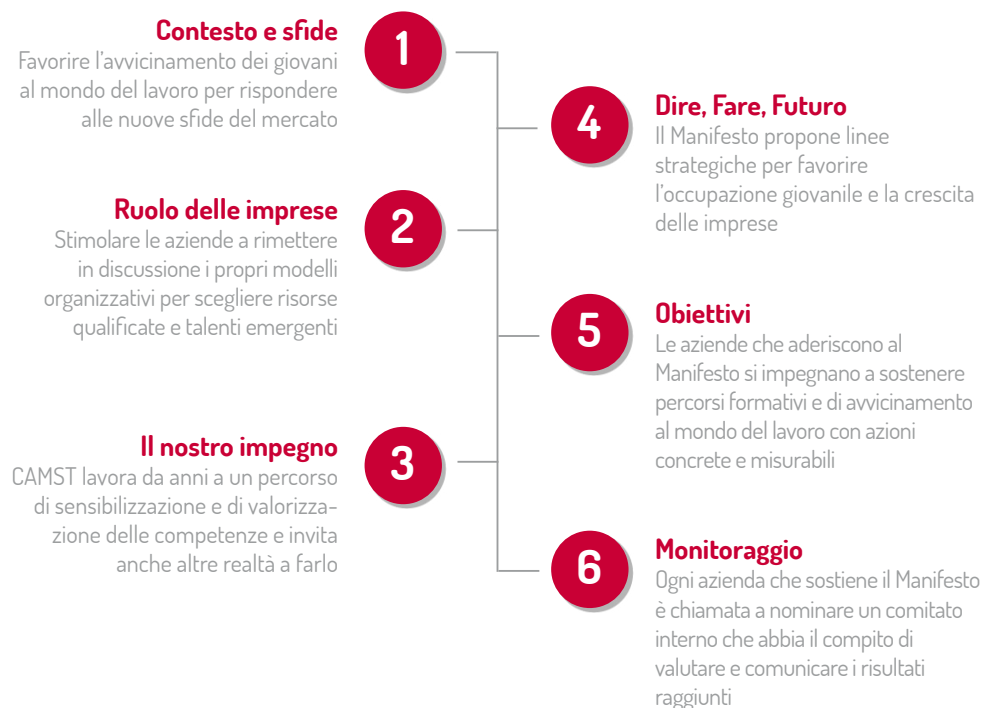 Contesto e sfide
Favorire l'avvicinamento dei giovani
al mondo del lavoro per rispondere
alle nuove sfide del mercato
1
Ruolo delle imprese
Stimolare le aziende a rimettere
in discussione i propri modelli
organizzativi per scegliere risorse
qualificate e talenti emergenti
2
Il nostro impegno
CAMST lavora da anni a un percorso
di sensibilizzazione e di valorizza-
zione delle competenze e invita
anche altre realtà a farlo
3
4
Dire, Fare, Futuro
Il Manifesto propone linee
strategiche per favorire
l'occupazione giovanile e la crescita
delle imprese
5
Obiettivi
Le aziende che aderiscono al
Manifesto si impegnano a sostenere
percorsi formativi e di avvicinamento
al mondo del lavoro con azioni
concrete e misurabili
6
Monitoraggio
Ogni azienda che sostiene il Manifesto
è chiamata a nominare un comitato
interno che abbia il compito di
valutare e comunicare i risultati
raggiunti